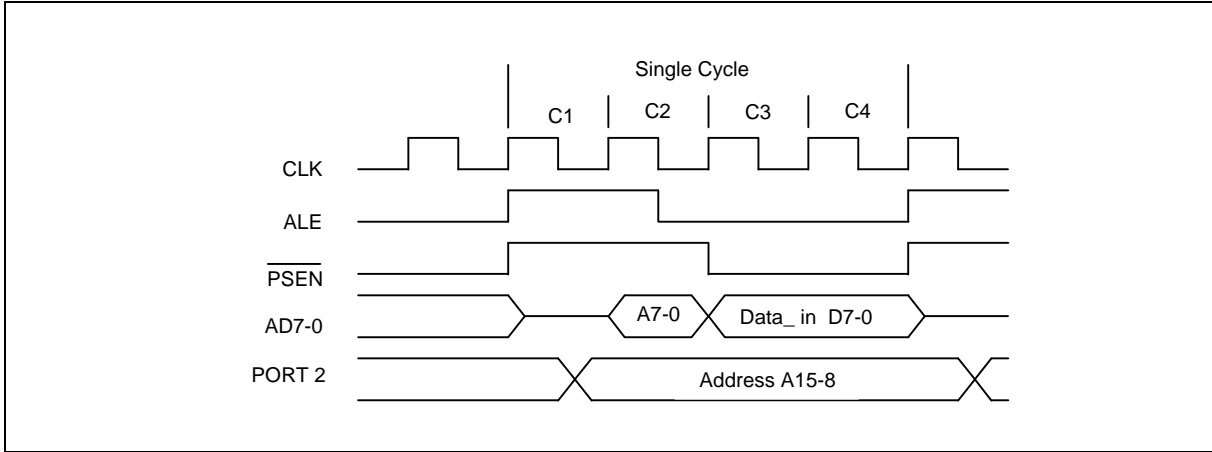 Single Cycle
C1 C2 C3 C4
CLK
ALE
PSEN
AD7-0 A7-0 Data_ in D7-0
PORT 2 Address A15-8